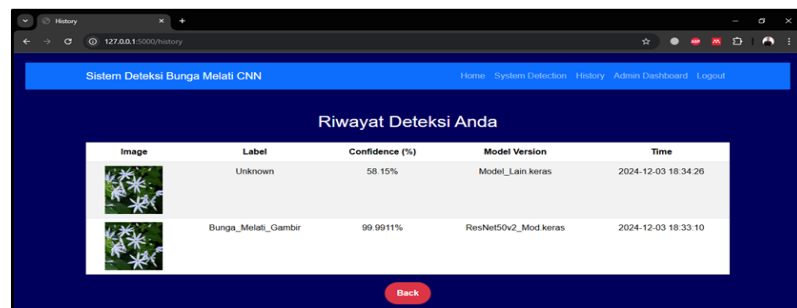 History
127.0.0.1:5000/history
Sistem Deteksi Bunga Melati CNN
Home System Detection History Admin Dashboard Logout
Riwayat Deteksi Anda
Image Label Confidence (%) Model Version Time
Unknown 58.15% Model_Lain.keras 2024-12-03 18:34:26
Bunga_Melati_Gambir 99.9911% ResNet50v2_Mod.keras 2024-12-03 18:33:10
Back